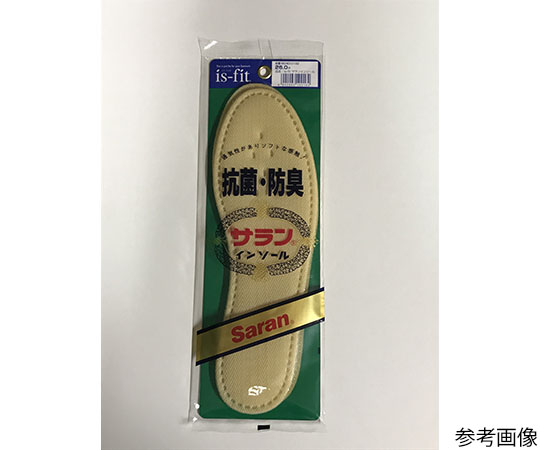 is-fit
26.0
通気性がありソフトな感触!
抗菌・防臭
サラン®
インソール
Saran®
参考画像